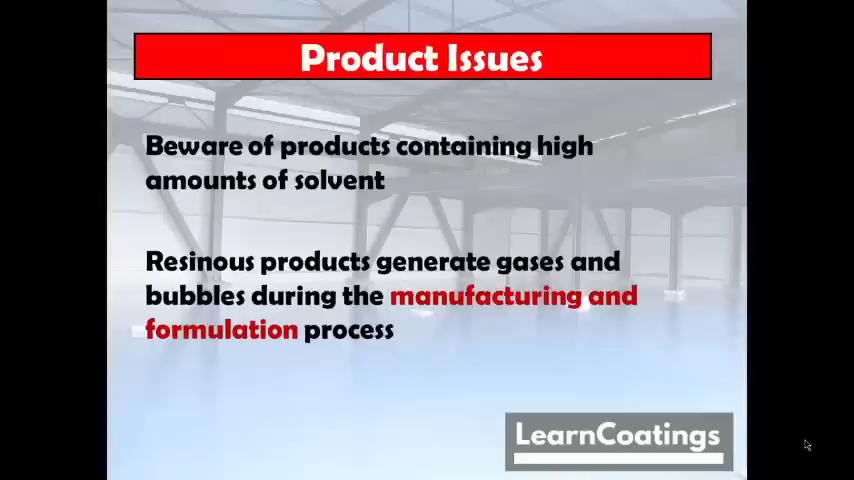 Product Issues
Beware of products containing high
amounts of solvent
Resinous products generate gases and
bubbles during the manufacturing and
formulation process
LearnCoatings